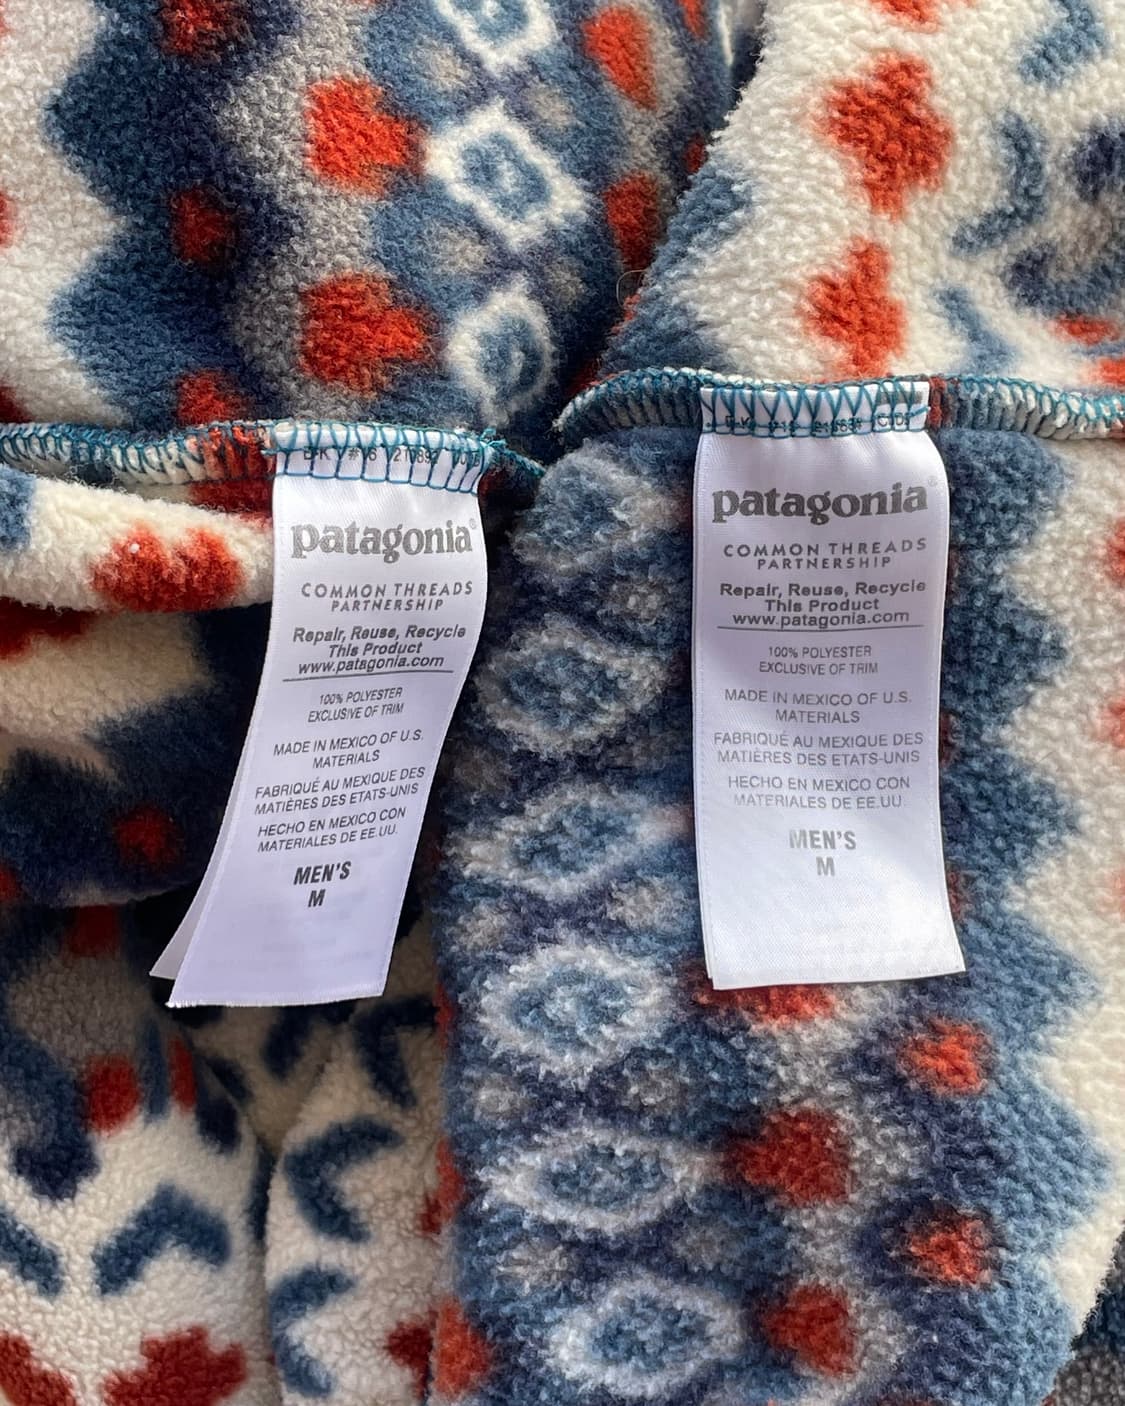 patagonia®
COMMON THREADS
PARTNERSHIP
Repair, Reuse, Recycle
This Product
www.patagonia.com
100% POLYESTER
EXCLUSIVE OF TRIM
MADE IN MEXICO OF U.S.
MATERIALS
FABRIQUÉ AU MEXIQUE DES
MATIÈRES DES ETATS-UNIS
HECHO EN MEXICO CON
MATERIALES DE EE.UU.
MEN'S
M
patagonia®
COMMON THREADS
PARTNERSHIP
Repair, Reuse, Recycle
This Product
www.patagonia.com
100% POLYESTER
EXCLUSIVE OF TRIM
MADE IN MEXICO OF U.S.
MATERIALS
FABRIQUÉ AU MEXIQUE DES
MATIÈRES DES ETATS-UNIS
HECHO EN MEXICO CON
MATERIALES DE EE.UU.
MEN'S
M